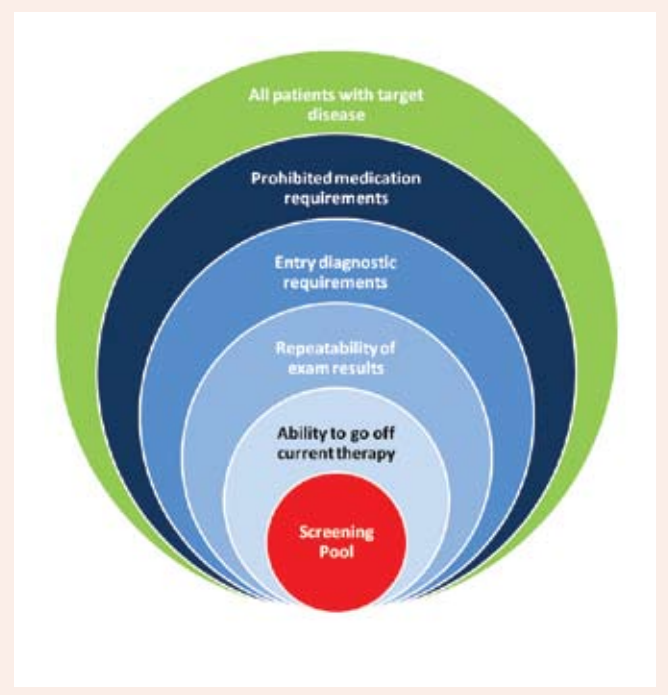 All patients with target
disease
Prohibited medication
requirements
Entry diagnostic
requirements
Repeatability of
exam results
Ability to go off
current therapy
Screening
Pool